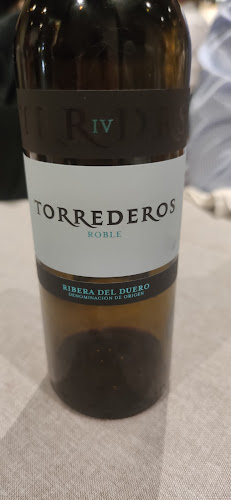 IV
TORREDEROS
ROBLE
RIBERA DEL DUERO
DENOMINACIÓN DE ORIGEN